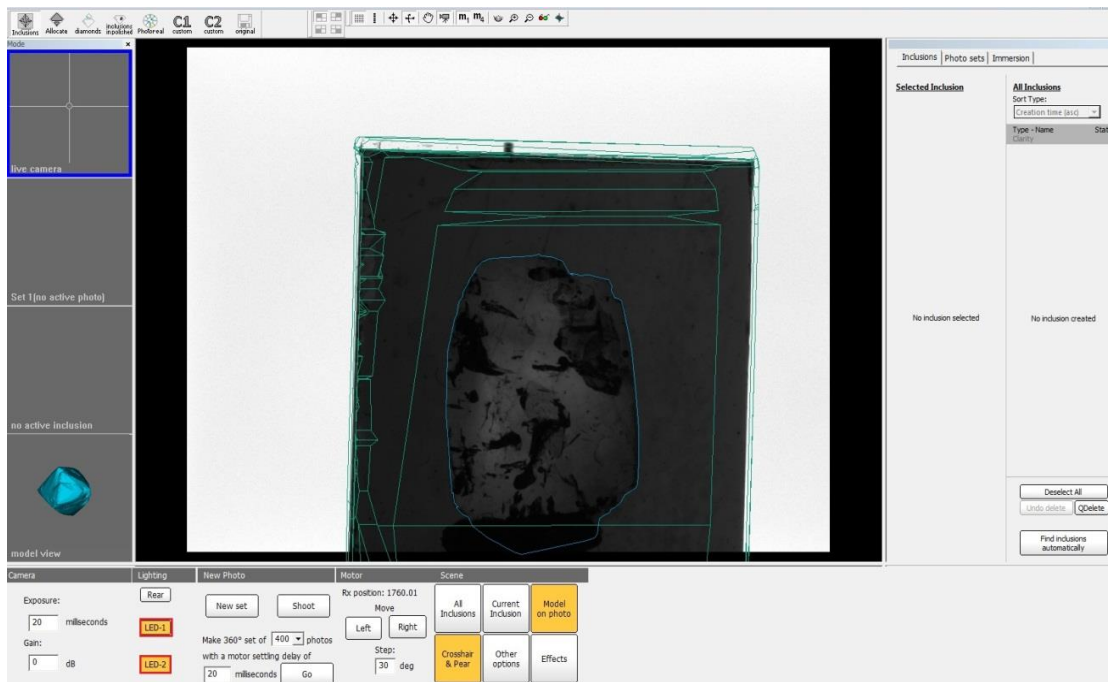 Inclusions Allocate diamonds inclusions in polished Photoreal C1 custom C2 custom original
m1 m4
Mode x
live camera
Set 1(no active photo)
no active inclusion
model view
Inclusions Photo sets Immersion
Selected Inclusion
No inclusion selected
All Inclusions
Sort Type:
Creation time (asc)
Type - Name Stat
Clarity
No inclusion created
Deselect All
Undo delete QDelete
Find inclusions
automatically
Camera
Exposure:
20 milliseconds
Gain:
0 dB
Lighting
Rear
LED-1
LED-2
New Photo
New set Shoot
Make 360° set of 400 photos
with a motor settling delay of
20 milliseconds Go
Motor
Rx position: 1760.01
Move
Left Right
Step:
30 deg
Scene
All
Inclusions
Current
Inclusion
Model
on photo
Crosshair
& Pear
Other
options
Effects